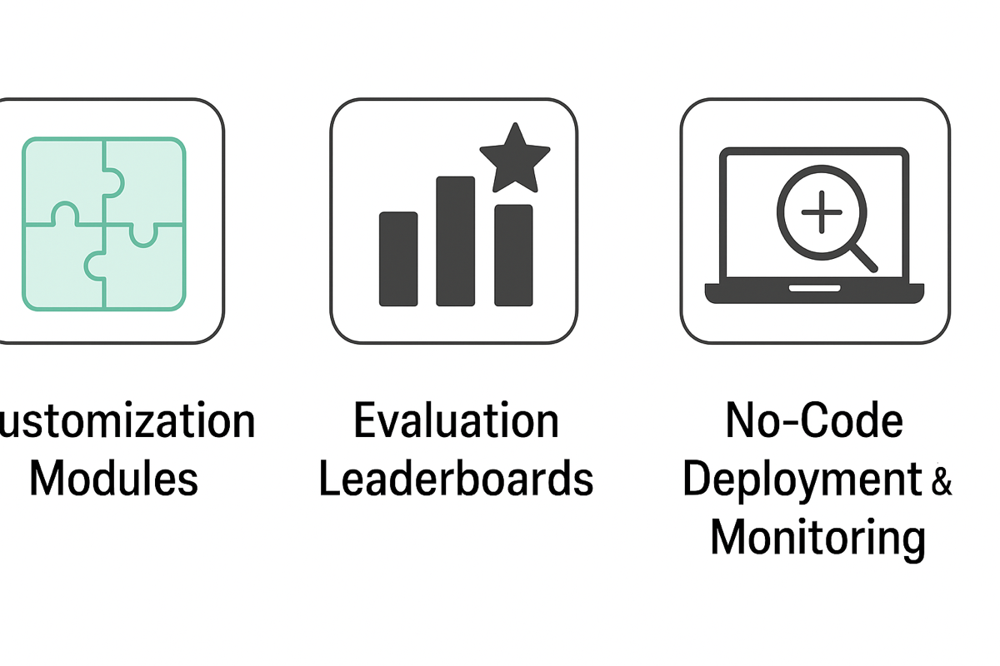 ustomization
Modules
Evaluation
Leaderboards
No-Code
Deployment &
Monitoring